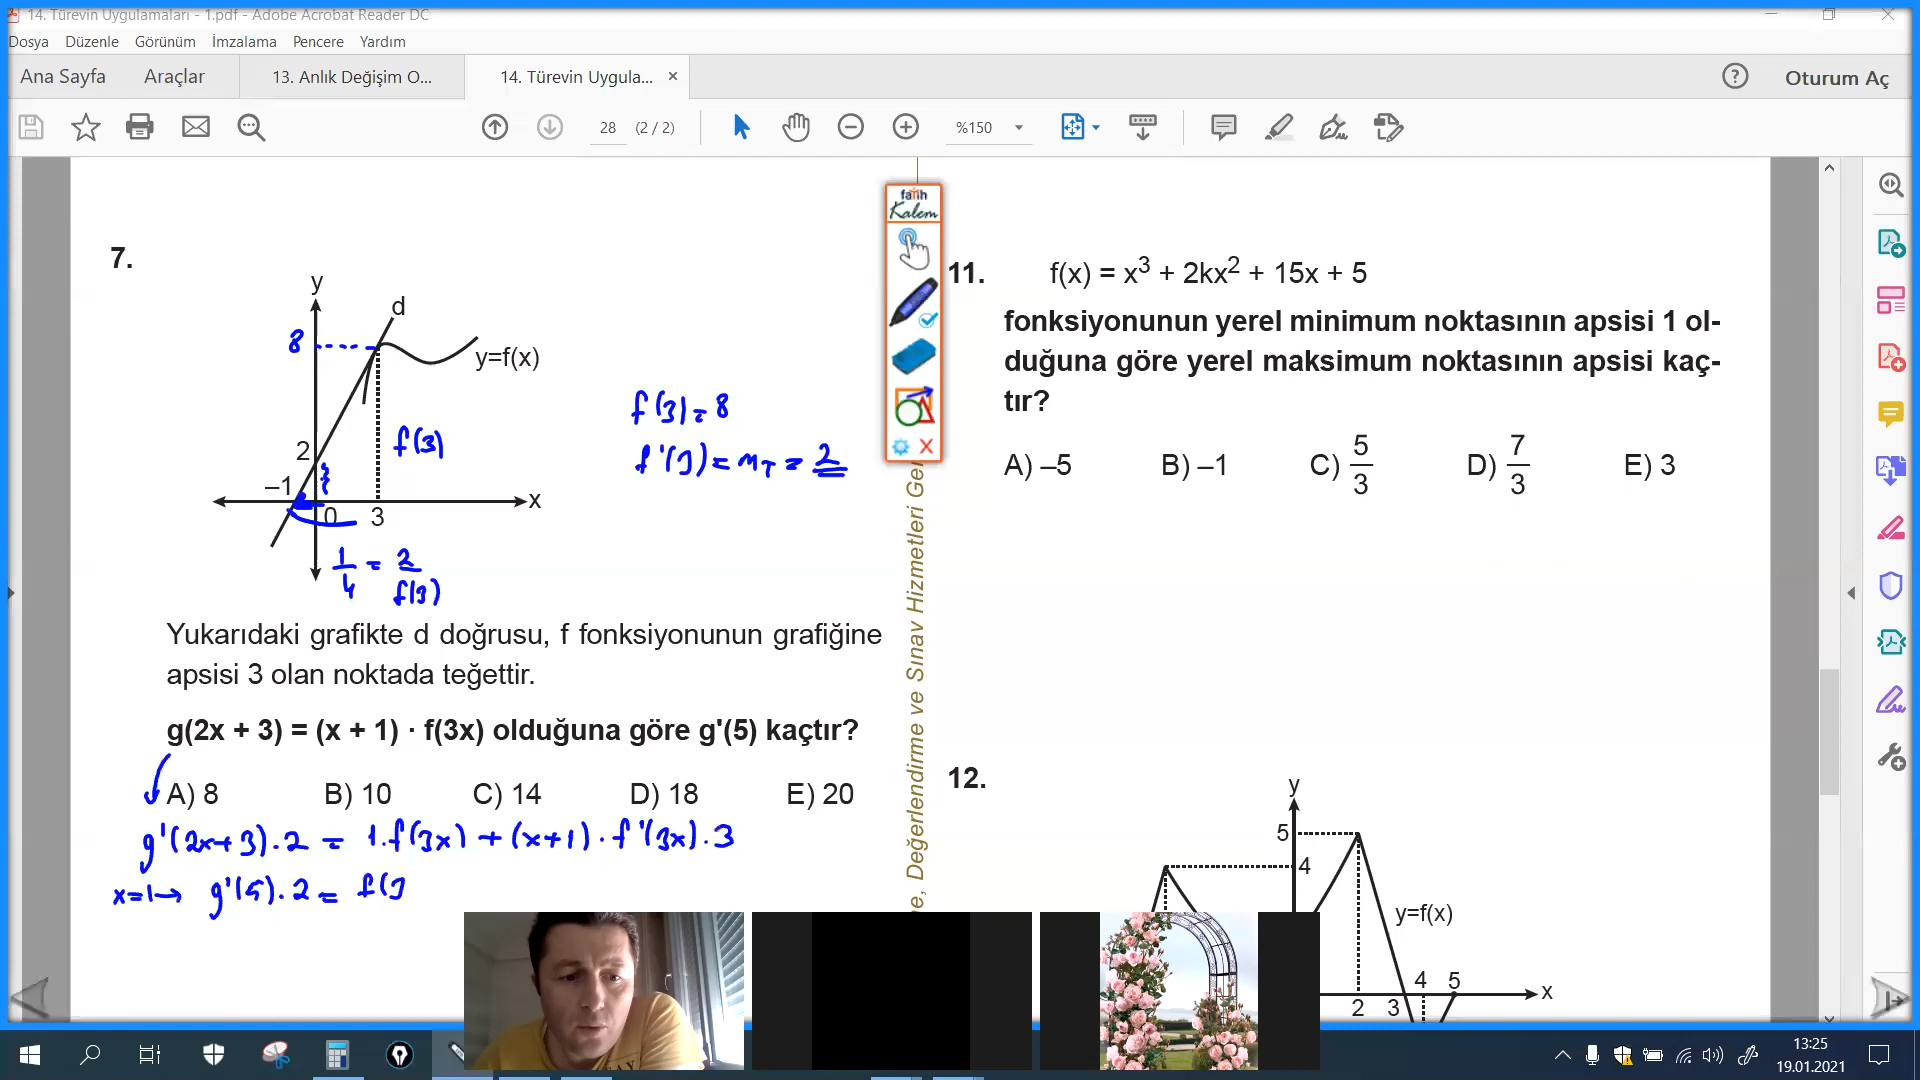 14. Türevin Uygulamaları - 1.pdf - Adobe Acrobat Reader DC
Dosya Düzenle Görünüm İmzalama Pencere Yardım
Ana Sayfa Araçlar 13. Anlık Değişim O... 14. Türevin Uygula... × Oturum Aç
28 (2 / 2) %150
fatih
Kalem
7.
y
d
8
y=f(x)
f(3)
2
–1
0
3
x
1/4 = 2/f(3)
f(3) = 8
f'(3) = mT = 2
Yukarıdaki grafikte d doğrusu, f fonksiyonunun grafiğine
apsisi 3 olan noktada teğettir.
g(2x + 3) = (x + 1) · f(3x) olduğuna göre g'(5) kaçtır?
A) 8 B) 10 C) 14 D) 18 E) 20
g'(2x+3).2 = 1.f(3x) + (x+1).f'(3x).3
x=1→ g'(5).2 = f(3
, Değerlendirme ve Sınav Hizmetleri Ge
11. f(x) = x³ + 2kx² + 15x + 5
fonksiyonunun yerel minimum noktasının apsisi 1 ol-
duğuna göre yerel maksimum noktasının apsisi kaç-
tır?
A) –5 B) –1 C) 5/3 D) 7/3 E) 3
12.
y
5
4
y=f(x)
4 5
x
2 3
13:25
19.01.2021